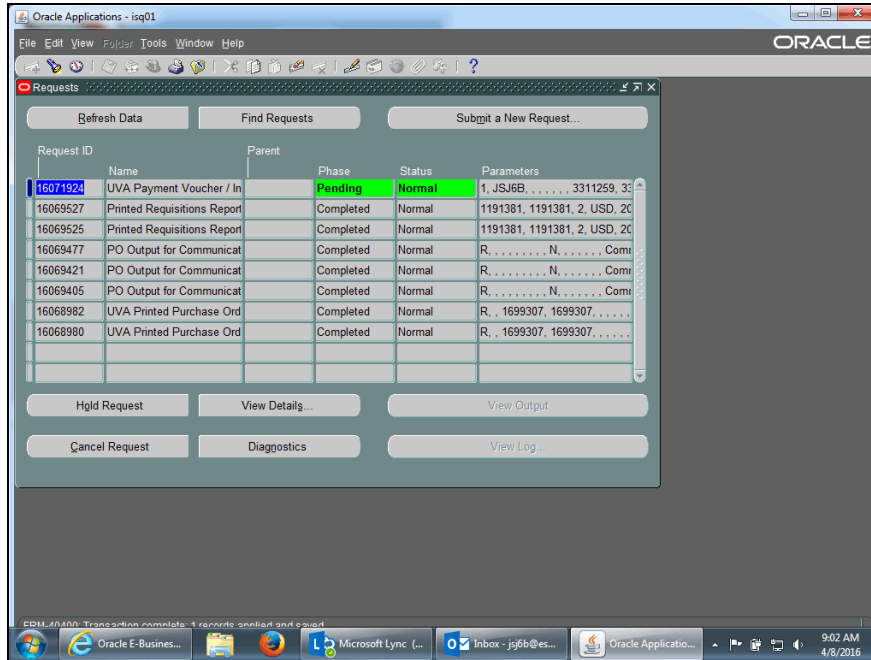 Oracle Applications - isq01
File Edit View Folder Tools Window Help
ORACLE
Requests
Refresh Data Find Requests Submit a New Request...
Request ID Parent
Name Phase Status Parameters
16071924 UVA Payment Voucher / In Pending Normal 1, JSJ6B, , , , , , 3311259, 33
16069527 Printed Requisitions Report Completed Normal 1191381, 1191381, 2, USD, 20
16069525 Printed Requisitions Report Completed Normal 1191381, 1191381, 2, USD, 20
16069477 PO Output for Communicat Completed Normal R, , , , , , , , , N, , , , , , , Comr
16069421 PO Output for Communicat Completed Normal R, , , , , , , , , N, , , , , , , Comr
16069405 PO Output for Communicat Completed Normal R, , , , , , , , , N, , , , , , , Comr
16068982 UVA Printed Purchase Ord Completed Normal R, , 1699307, 1699307, , , , , ,
16068980 UVA Printed Purchase Ord Completed Normal R, , 1699307, 1699307, , , , , ,
Hold Request View Details... View Output
Cancel Request Diagnostics View Log...
FRM-40400: Transaction complete: 1 records applied and saved.
Oracle E-Busines... Microsoft Lync (... Inbox - jsj6b@es... Oracle Applicatio... 9:02 AM
4/8/2016